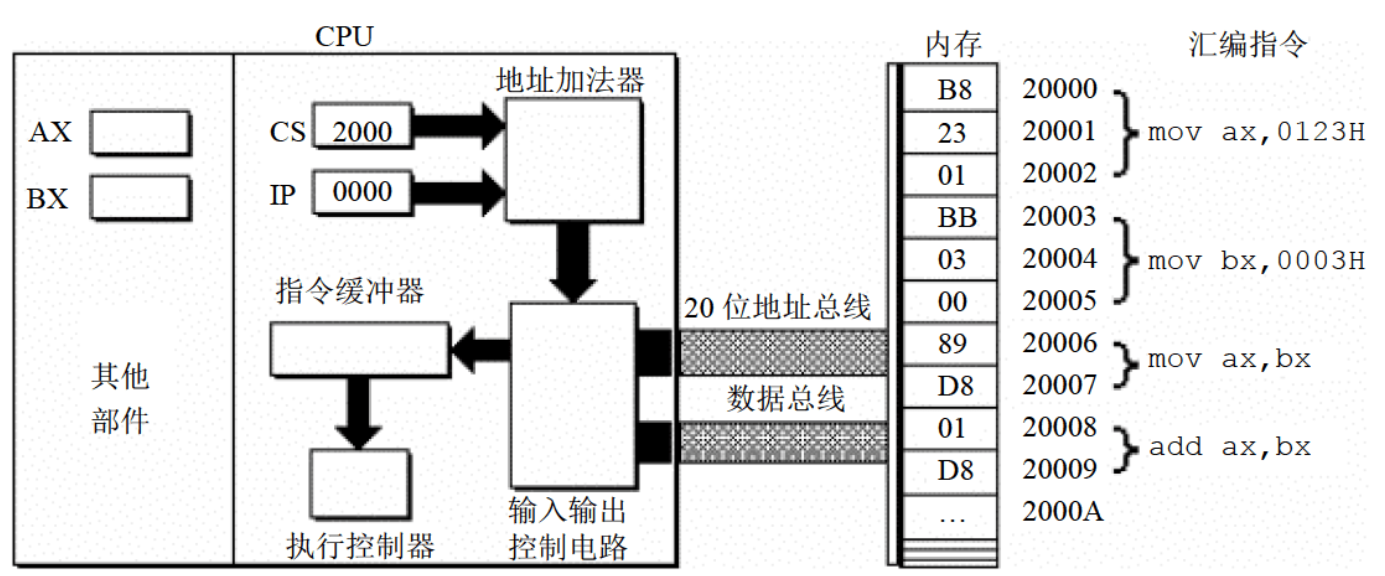 CPU
内存 汇编指令
地址加法器
AX
CS 2000
BX
IP 0000
指令缓冲器
其他
部件
执行控制器
输入输出
控制电路
20 位地址总线
数据总线
B8 20000
23 20001 mov ax,0123H
01 20002
BB 20003
03 20004 mov bx,0003H
00 20005
89 20006 mov ax,bx
D8 20007
01 20008 add ax,bx
D8 20009
… 2000A